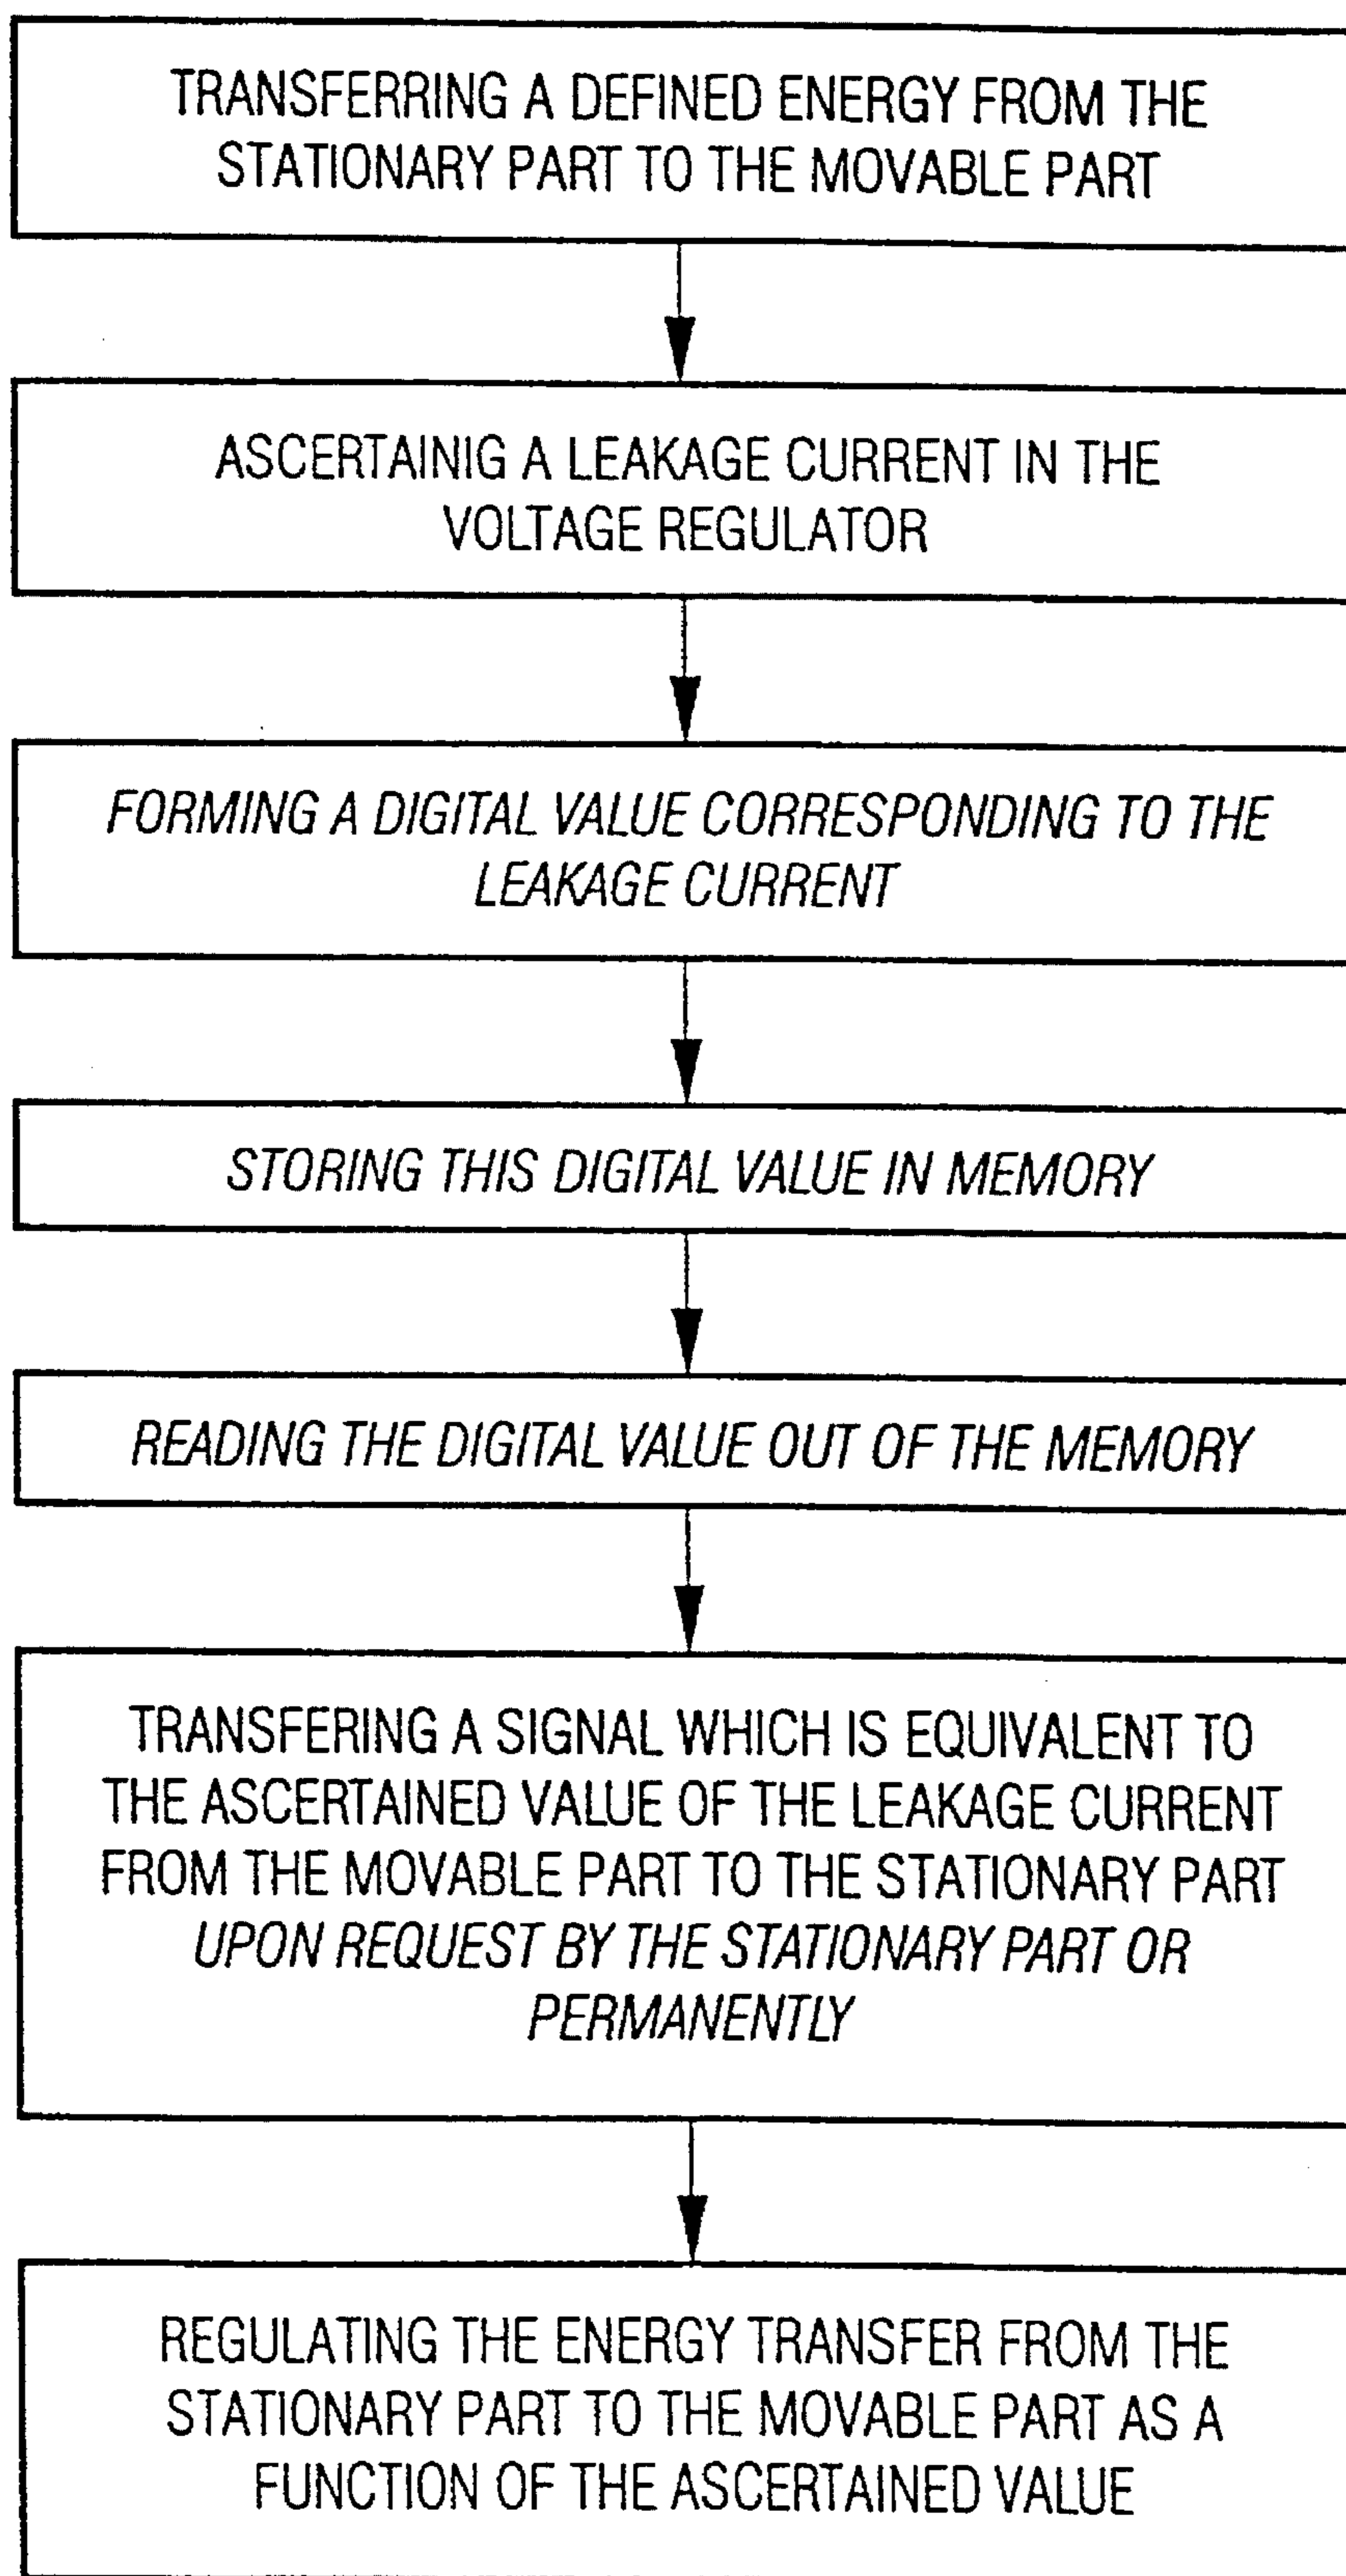 TRANSFERRING A DEFINED ENERGY FROM THE
STATIONARY PART TO THE MOVABLE PART
ASCERTAINIG A LEAKAGE CURRENT IN THE
VOLTAGE REGULATOR
FORMING A DIGITAL VALUE CORRESPONDING TO THE
LEAKAGE CURRENT
STORING THIS DIGITAL VALUE IN MEMORY
READING THE DIGITAL VALUE OUT OF THE MEMORY
TRANSFERING A SIGNAL WHICH IS EQUIVALENT TO
THE ASCERTAINED VALUE OF THE LEAKAGE CURRENT
FROM THE MOVABLE PART TO THE STATIONARY PART
UPON REQUEST BY THE STATIONARY PART OR
PERMANENTLY
REGULATING THE ENERGY TRANSFER FROM THE
STATIONARY PART TO THE MOVABLE PART AS A
FUNCTION OF THE ASCERTAINED VALUE